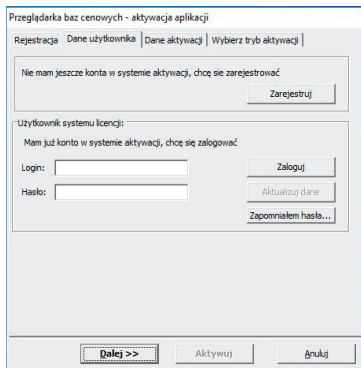 Przeglądarka baz cenowych - aktywacja aplikacji
Rejestracja Dane użytkownika Dane aktywacji Wybierz tryb aktywacji
Nie mam jeszcze konta w systemie aktywacji, chcę sie zarejestrować
Zarejestruj
Użytkownik systemu licencji:
Mam już konto w systemie aktywacji, chcę się zalogować
Login: Zaloguj
Hasło: Aktualizuj dane
Zapomniałem hasła...
Dalej >> Aktywuj Anuluj